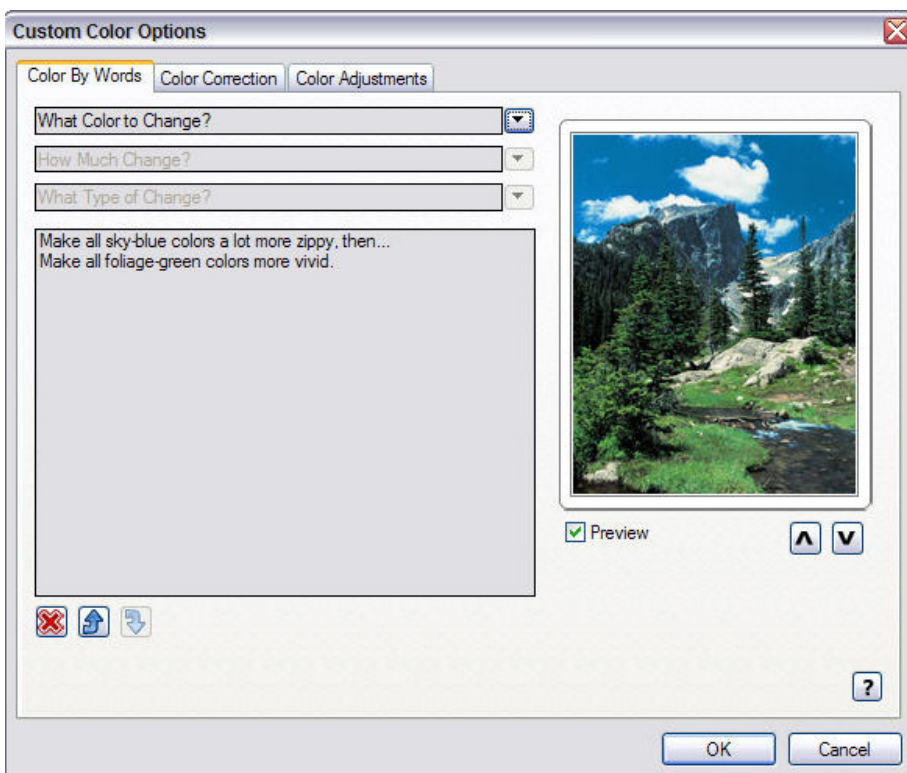 Custom Color Options
Color By Words
Color Correction
Color Adjustments
What Color to Change?
How Much Change?
What Type of Change?
Make all sky-blue colors a lot more zippy, then...
Make all foliage-green colors more vivid.
Preview
?
OK
Cancel